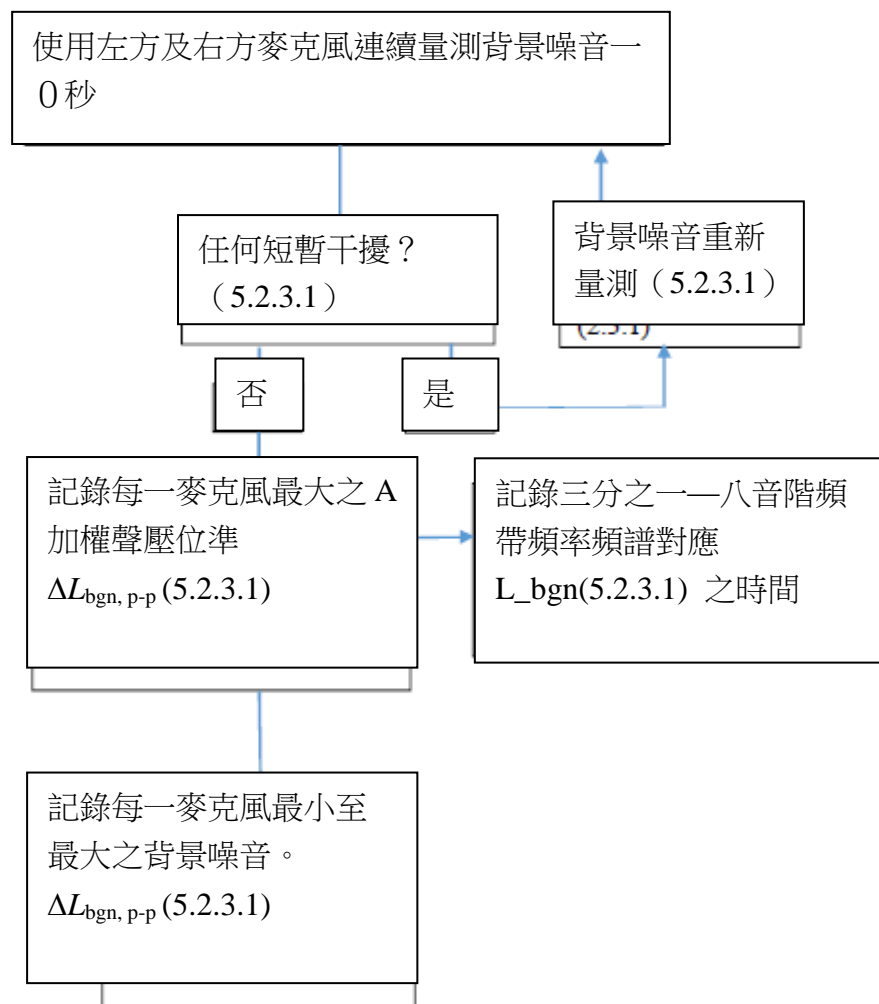 使用左方及右方麥克風連續量測背景噪音一
０秒
任何短暫干擾？
（5.2.3.1）
背景噪音重新
量測（5.2.3.1）
否
是
記錄每一麥克風最大之 A
加權聲壓位準
ΔL_bgn, p-p (5.2.3.1)
記錄三分之一—八音階頻
帶頻率頻譜對應
L_bgn(5.2.3.1) 之時間
記錄每一麥克風最小至
最大之背景噪音。
ΔL_bgn, p-p (5.2.3.1)